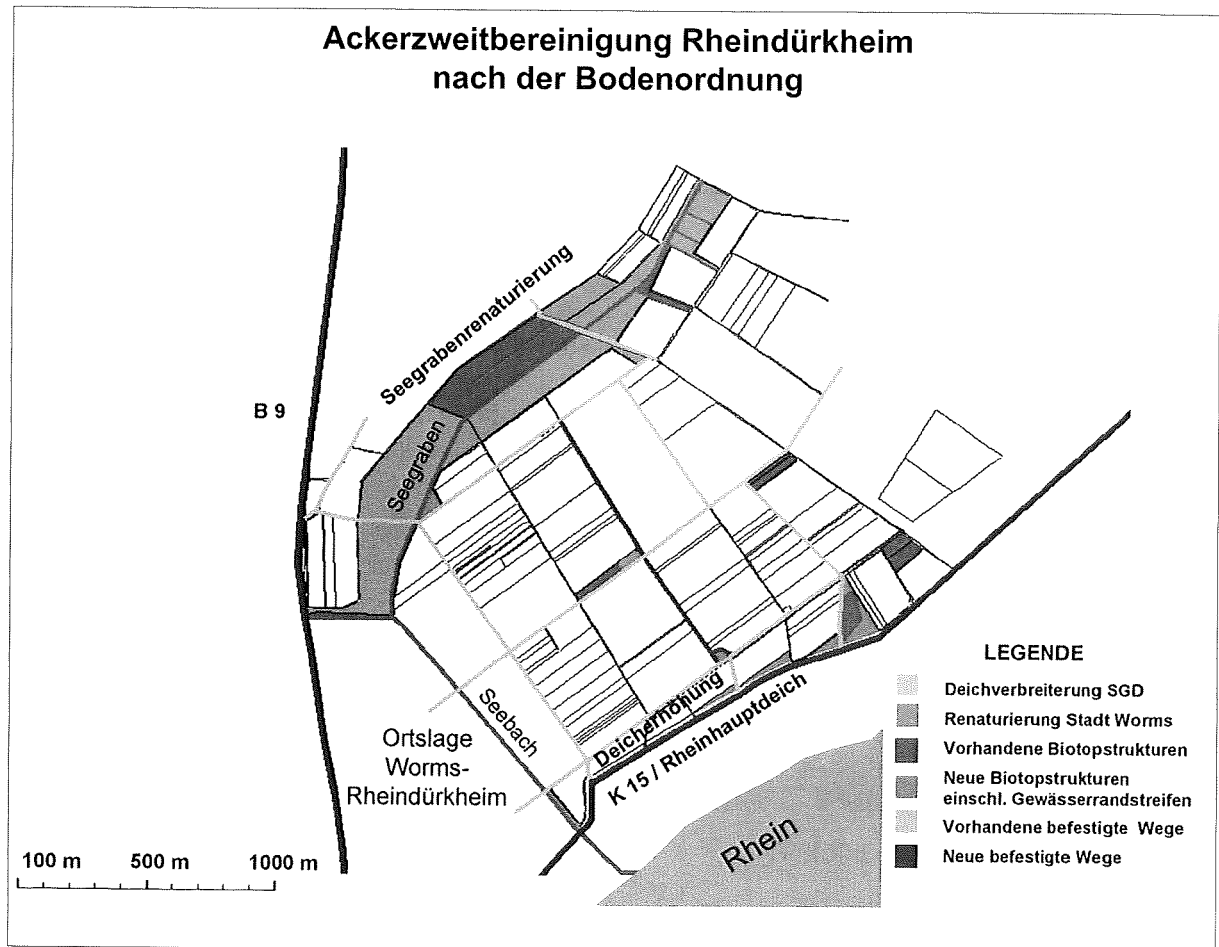 Ackerzweitbereinigung Rheindürkheim
nach der Bodenordnung
Seegrabenrenaturierung
B 9
Seegraben
Seebach
Ortslage
Worms-
Rheindürkheim
Deicherhöhung
K 15 / Rheinhauptdeich
Rhein
LEGENDE
Deichverbreiterung SGD
Renaturierung Stadt Worms
Vorhandene Biotopstrukturen
Neue Biotopstrukturen
einschl. Gewässerrandstreifen
Vorhandene befestigte Wege
Neue befestigte Wege
100 m 500 m 1000 m